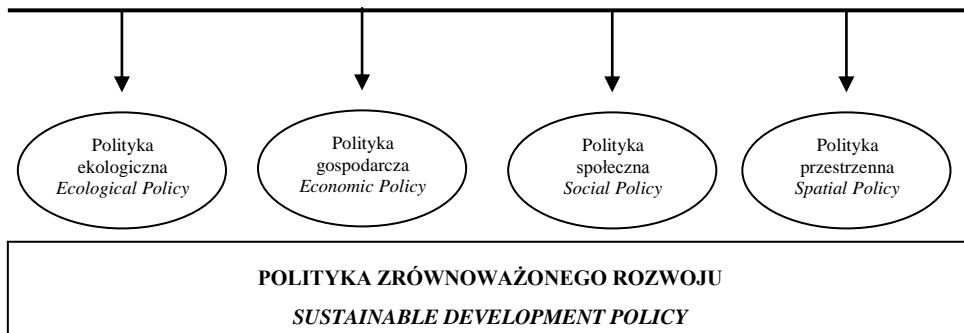 Polityka
ekologiczna
Ecological Policy
Polityka
gospodarcza
Economic Policy
Polityka
społeczna
Social Policy
Polityka
przestrzenna
Spatial Policy
POLITYKA ZRÓWNOWAŻONEGO ROZWOJU
SUSTAINABLE DEVELOPMENT POLICY